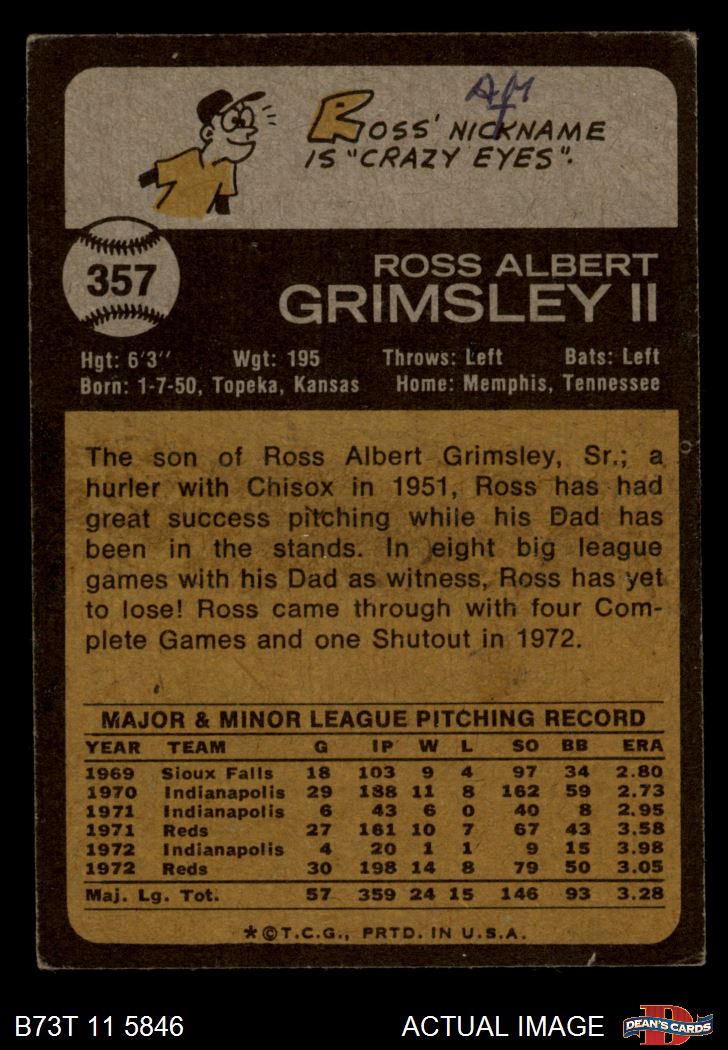 ROSS' NICKNAME
IS "CRAZY EYES".
357
ROSS ALBERT
GRIMSLEY II
Hgt: 6'3'' Wgt: 195 Throws: Left Bats: Left
Born: 1-7-50, Topeka, Kansas Home: Memphis, Tennessee
The son of Ross Albert Grimsley, Sr.; a
hurler with Chisox in 1951, Ross has had
great success pitching while his Dad has
been in the stands. In eight big league
games with his Dad as witness, Ross has yet
to lose! Ross came through with four Com-
plete Games and one Shutout in 1972.
MAJOR & MINOR LEAGUE PITCHING RECORD
YEAR TEAM G IP W L SO BB ERA
1969 Sioux Falls 18 103 9 4 97 34 2.80
1970 Indianapolis 29 188 11 8 162 59 2.73
1971 Indianapolis 6 43 6 0 40 8 2.95
1971 Reds 27 161 10 7 67 43 3.58
1972 Indianapolis 4 20 1 1 9 15 3.98
1972 Reds 30 198 14 8 79 50 3.05
Maj. Lg. Tot. 57 359 24 15 146 93 3.28
*©T.C.G., PRTD. IN U.S.A.
B73T 11 5846 ACTUAL IMAGE
D
DEAN'S CARDS